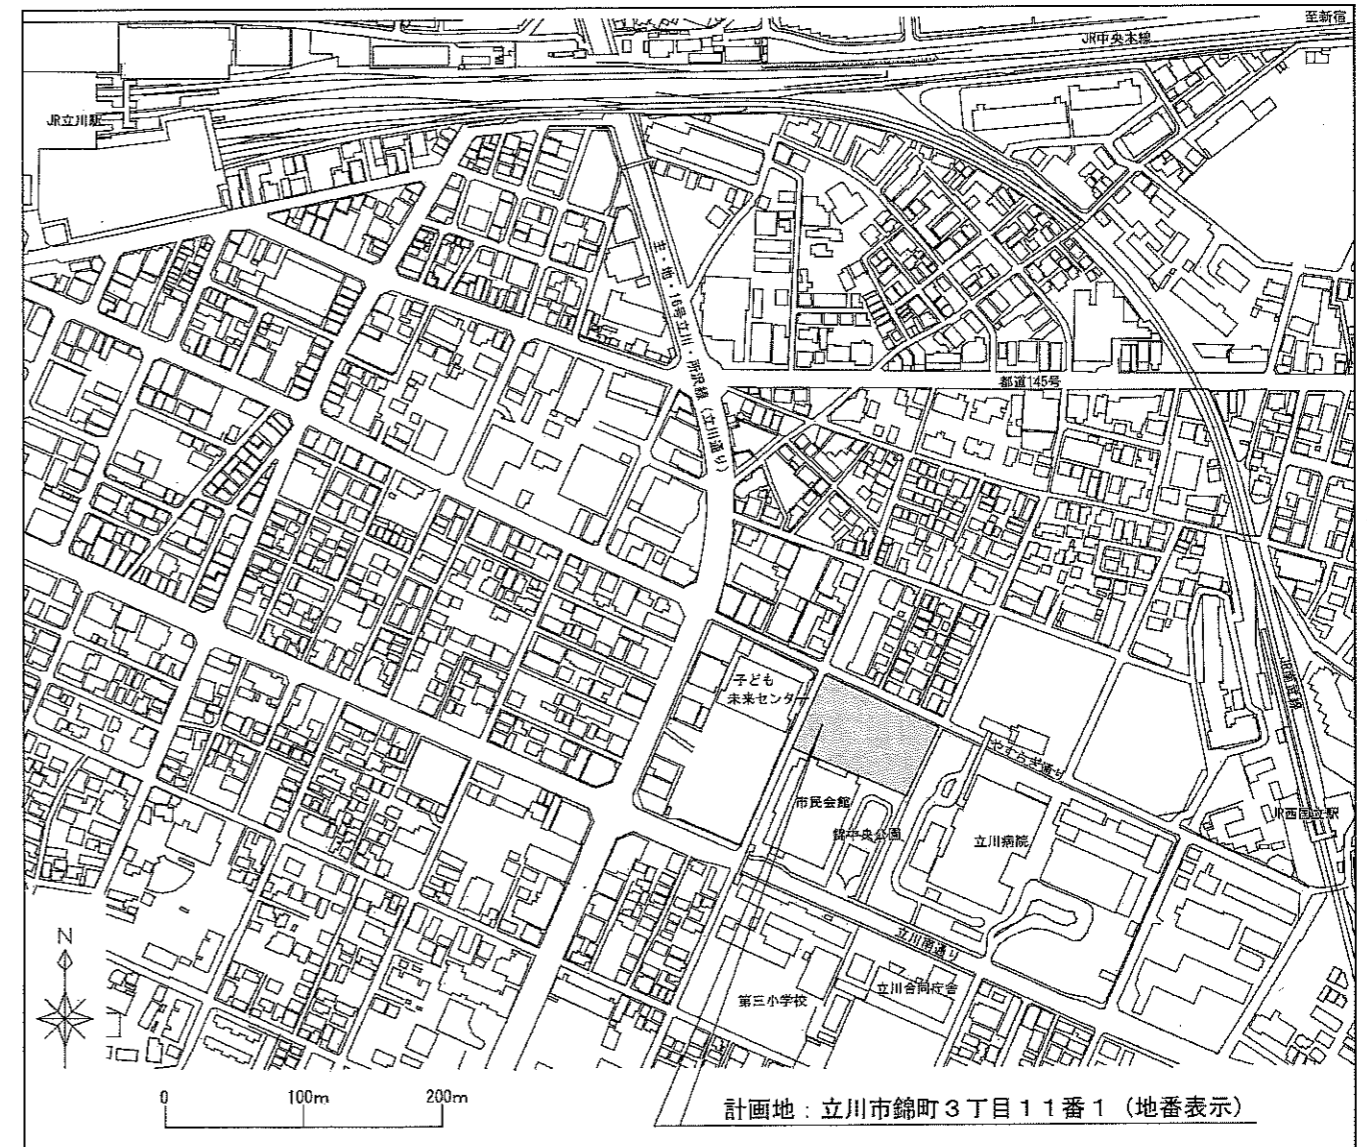 至新宿
JR中央本線
JR立川駅
主・地・16号立川・所沢線（立川通り）
都道145号
子ども
未来センター
JR南武線
やすらぎ通り
市民会館
錦中央公園
立川病院
JR西国立駅
立川南通り
N
第三小学校
立川合同庁舎
0 100m 200m
計画地：立川市錦町３丁目１１番１（地番表示）